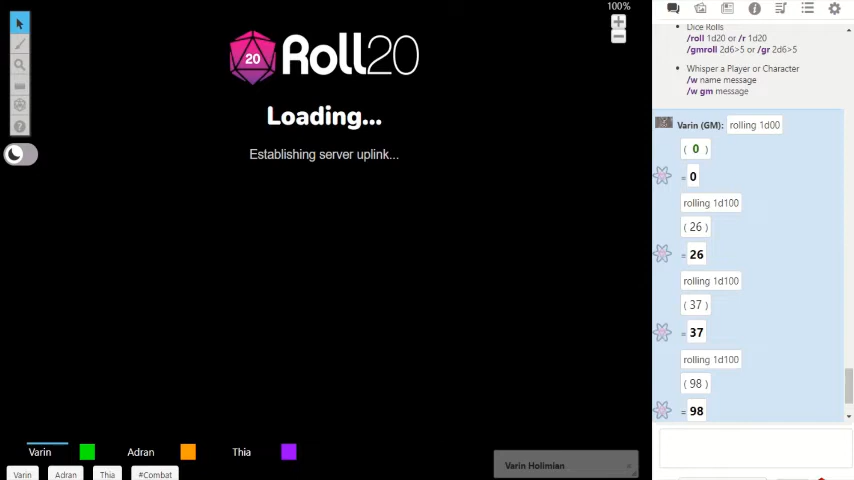 100%
20
Roll20
Loading...
Establishing server uplink...
Dice Rolls
/roll 1d20 or /r 1d20
/gmroll 2d6>5 or /gr 2d6>5
Whisper a Player or Character
/w name message
/w gm message
Varin (GM): rolling 1d00
( 0 )
= 0
rolling 1d100
( 26 )
= 26
rolling 1d100
( 37 )
= 37
rolling 1d100
( 98 )
= 98
Varin Adran Thia
Varin Holimian
Varin Adran Thia #Combat